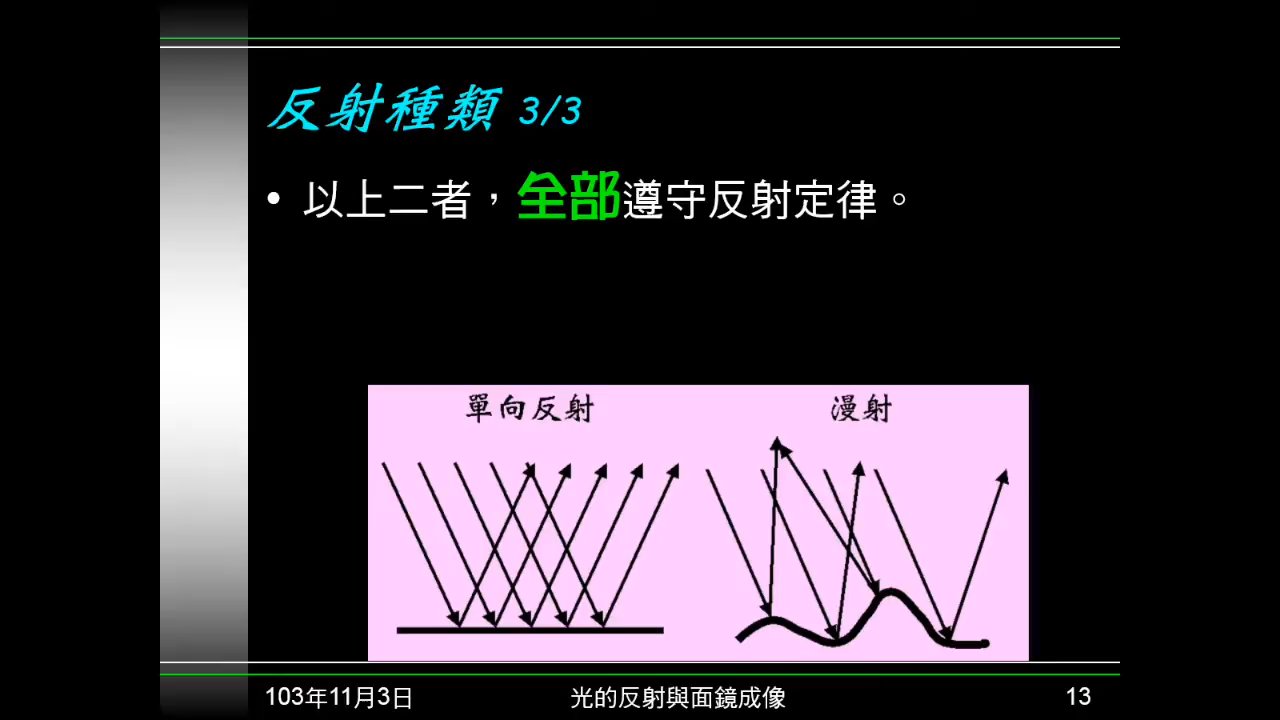 反射種類 3/3
• 以上二者，全部遵守反射定律。
單向反射
漫射
103年11月3日
光的反射與面鏡成像
13